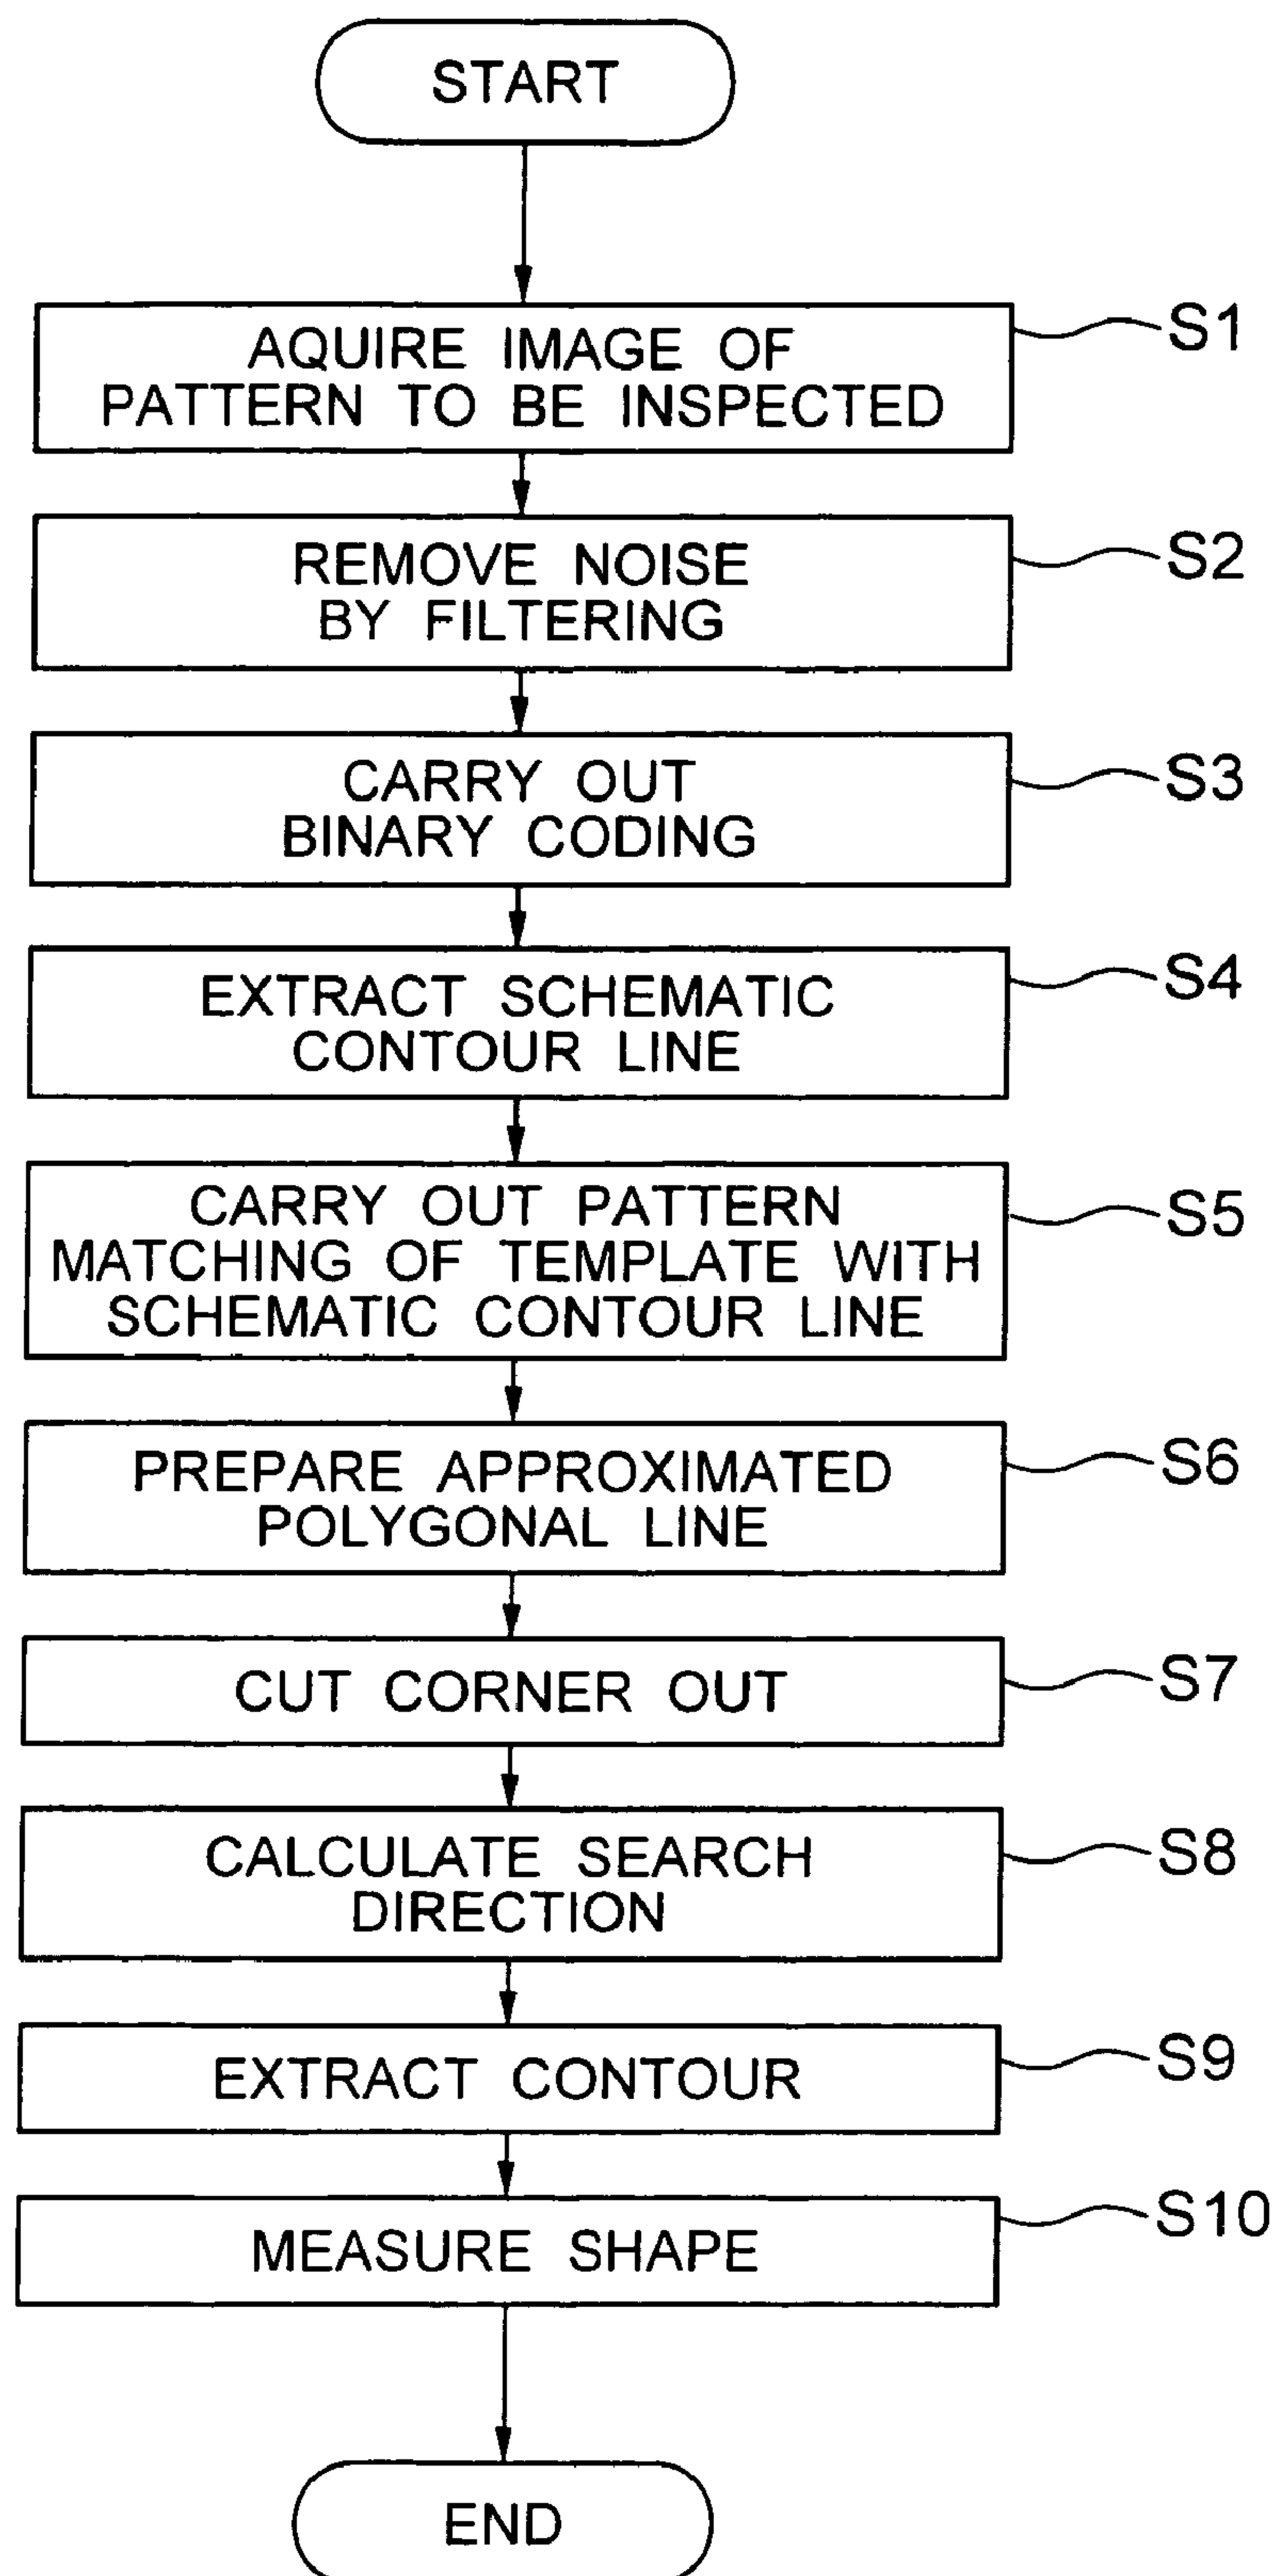 START
AQUIRE IMAGE OF
PATTERN TO BE INSPECTED
S1
REMOVE NOISE
BY FILTERING
S2
CARRY OUT
BINARY CODING
S3
EXTRACT SCHEMATIC
CONTOUR LINE
S4
CARRY OUT PATTERN
MATCHING OF TEMPLATE WITH
SCHEMATIC CONTOUR LINE
S5
PREPARE APPROXIMATED
POLYGONAL LINE
S6
CUT CORNER OUT
S7
CALCULATE SEARCH
DIRECTION
S8
EXTRACT CONTOUR
S9
MEASURE SHAPE
S10
END